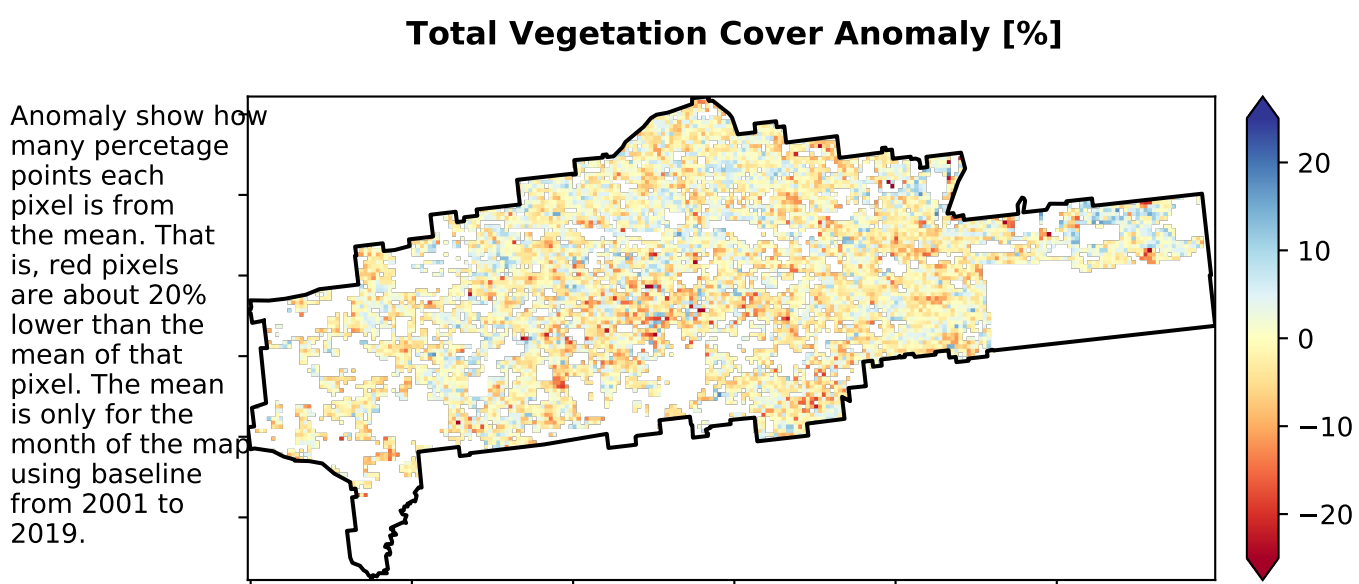 Total Vegetation Cover Anomaly [%]
Anomaly show how
many percetage
points each
pixel is from
the mean. That
is, red pixels
are about 20%
lower than the
mean of that
pixel. The mean
is only for the
month of the map
using baseline
from 2001 to
2019.
20
10
0
−10
−20